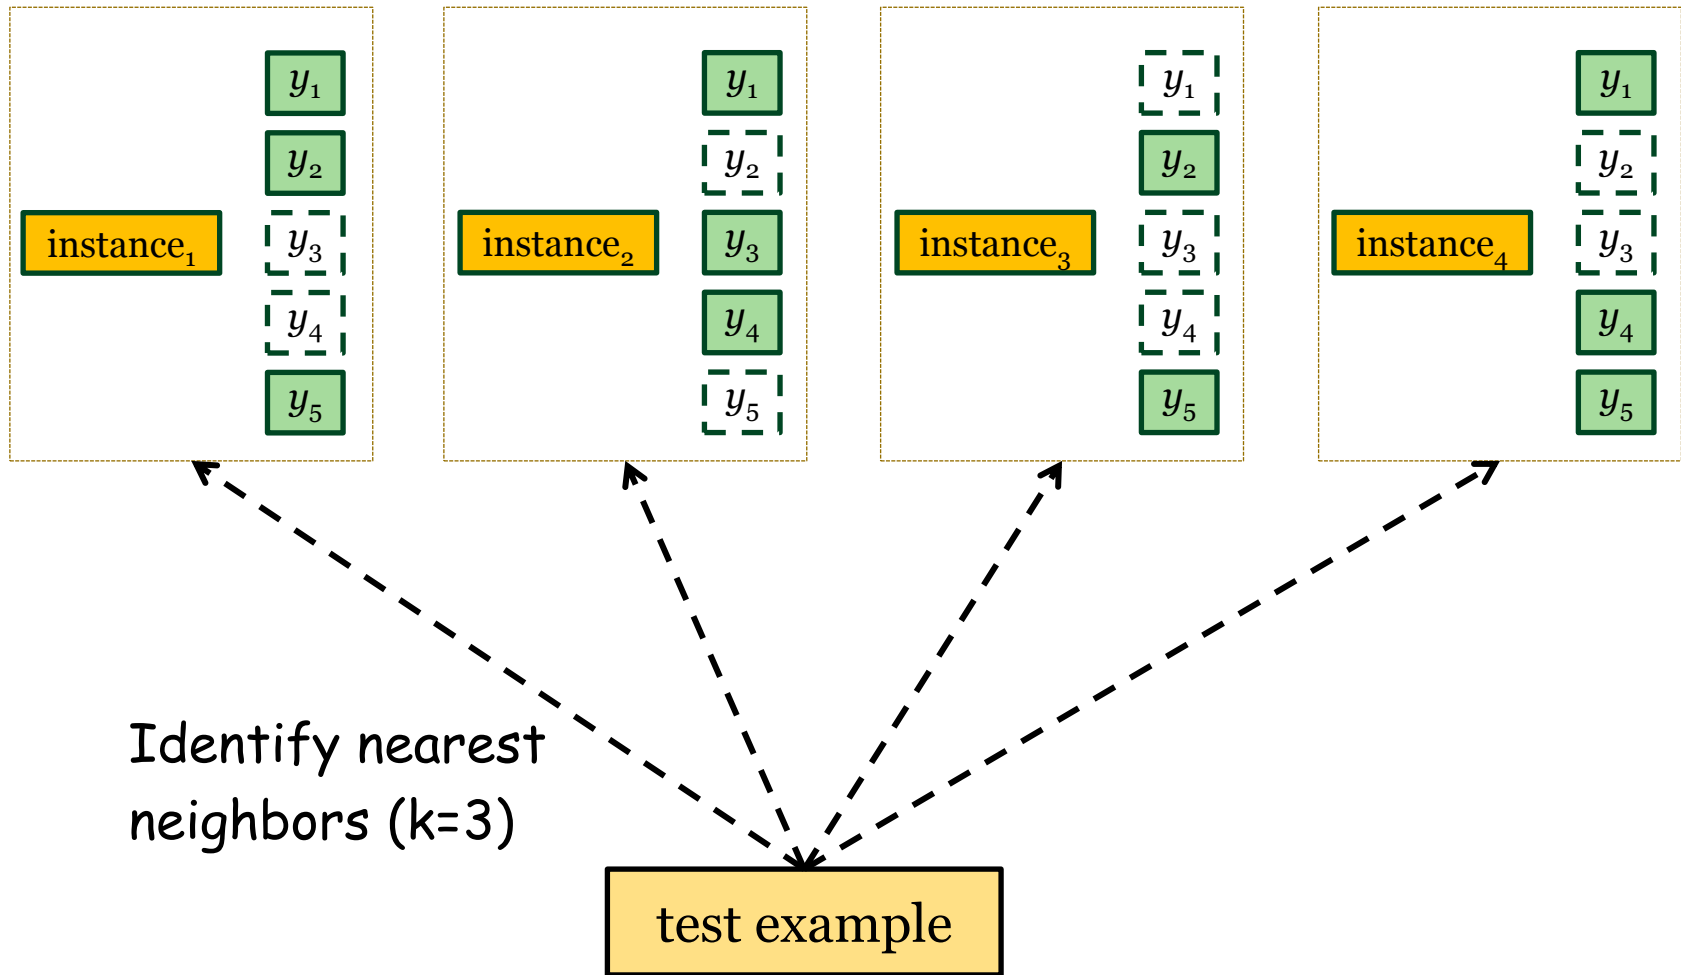 y₁
y₂
instance₁
y₃
y₄
y₅
y₁
y₂
instance₂
y₃
y₄
y₅
y₁
y₂
instance₃
y₃
y₄
y₅
y₁
y₂
instance₄
y₃
y₄
y₅
Identify nearest
neighbors (k=3)
test example